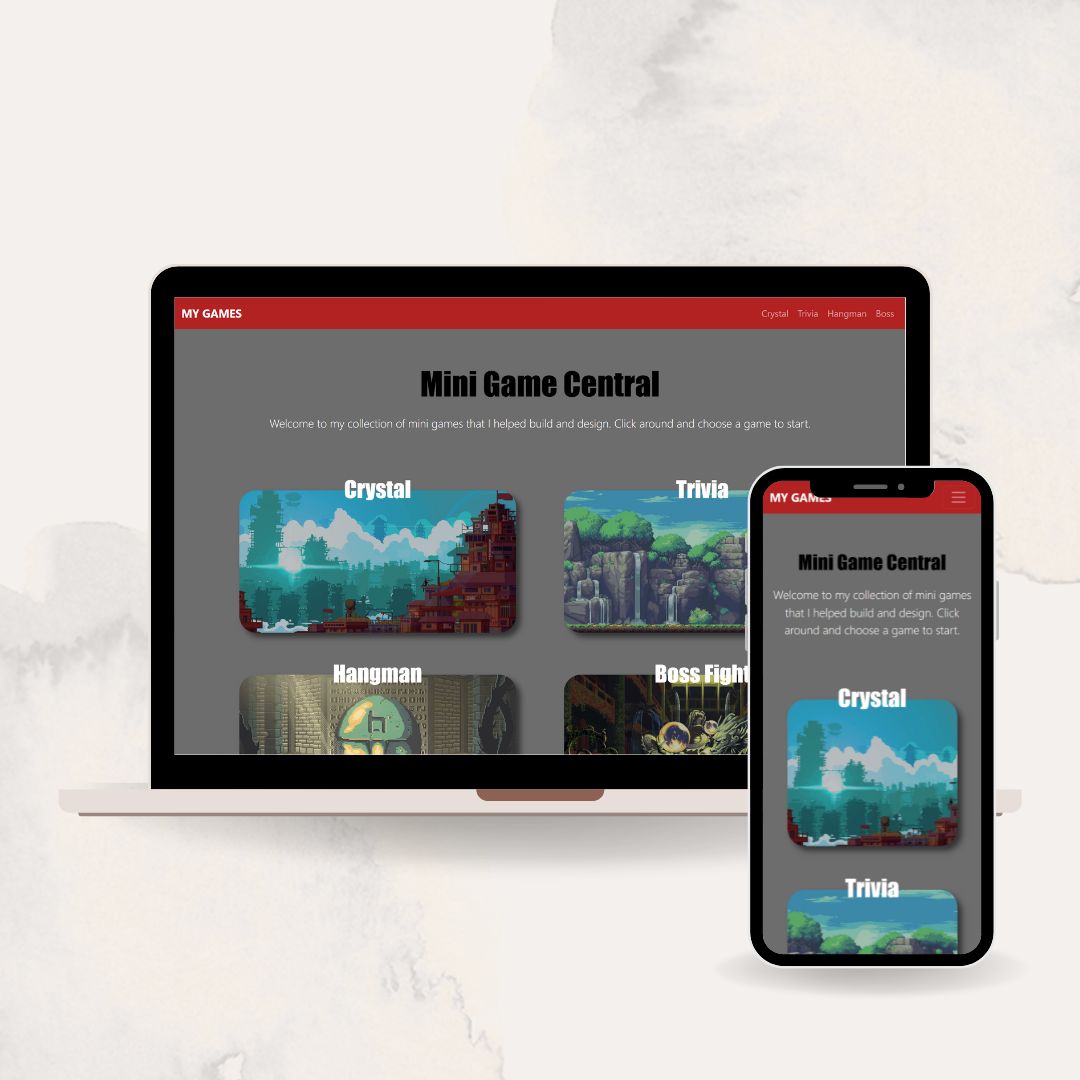 MY GAMES
Crystal Trivia Hangman Boss
Mini Game Central
Welcome to my collection of mini games that I helped build and design. Click around and choose a game to start.
Crystal
Trivia
Hangman
Boss Fight
MY GAMES
Mini Game Central
Welcome to my collection of mini games
that I helped build and design. Click
around and choose a game to start.
Crystal
Trivia